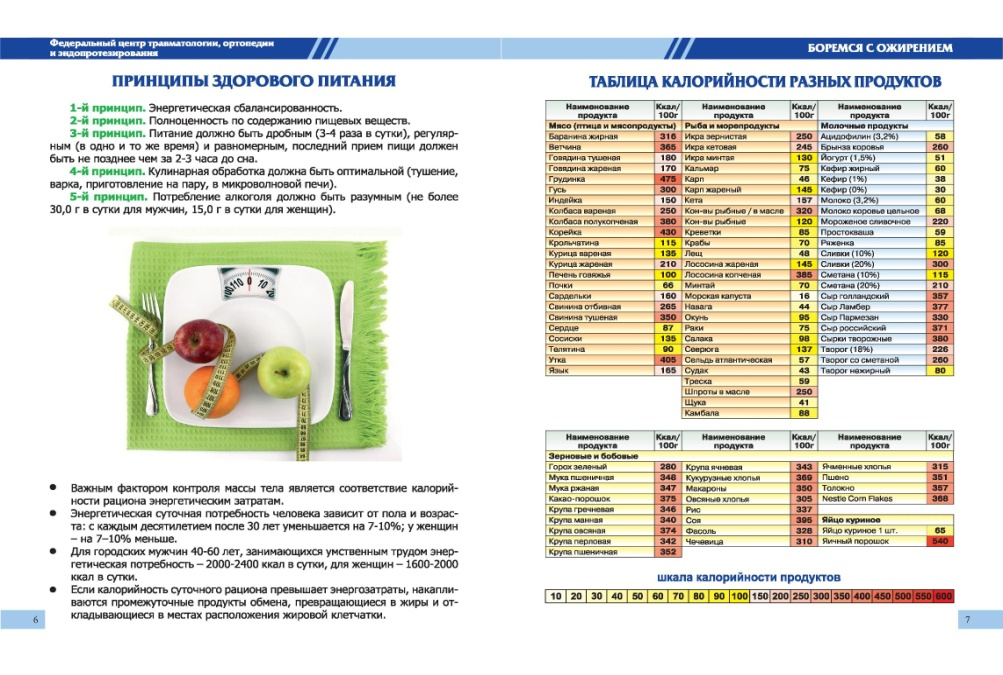 Федеральный центр травматологии, ортопедии
и эндопротезирования
ПРИНЦИПЫ ЗДОРОВОГО ПИТАНИЯ
1-й принцип. Энергетическая сбалансированность.
2-й принцип. Полноценность по содержанию пищевых веществ.
3-й принцип. Питание должно быть дробным (3-4 раза в сутки), регуляр-
ным (в одно и то же время) и равномерным, последний прием пищи должен
быть не позднее чем за 2-3 часа до сна.
4-й принцип. Кулинарная обработка должна быть оптимальной (тушение,
варка, приготовление на пару, в микроволновой печи).
5-й принцип. Потребление алкоголя должно быть разумным (не более
30,0 г в сутки для мужчин, 15,0 г в сутки для женщин).
• Важным фактором контроля массы тела является соответствие калорий-
ности рациона энергетическим затратам.
• Энергетическая суточная потребность человека зависит от пола и возрас-
та: с каждым десятилетием после 30 лет уменьшается на 7-10%; у женщин
– на 7–10% меньше.
• Для городских мужчин 40-60 лет, занимающихся умственным трудом энер-
гетическая потребность – 2000-2400 ккал в сутки, для женщин – 1600-2000
ккал в сутки.
• Если калорийность суточного рациона превышает энергозатраты, накапли-
ваются промежуточные продукты обмена, превращающиеся в жиры и от-
кладывающиеся в местах расположения жировой клетчатки.
6
БОРЕМСЯ С ОЖИРЕНИЕМ
ТАБЛИЦА КАЛОРИЙНОСТИ РАЗНЫХ ПРОДУКТОВ
Наименование продукта Ккал/100г Наименование продукта Ккал/100г Наименование продукта Ккал/100г
Мясо (птица и мясопродукты) Рыба и морепродукты Молочные продукты
Баранина жирная 316 Икра зернистая 250 Ацидофилин (3,2%) 58
Ветчина 365 Икра кетовая 245 Брынза коровья 260
Говядина тушеная 180 Икра минтая 130 Йогурт (1,5%) 51
Говядина жареная 170 Кальмар 75 Кефир жирный 60
Грудинка 475 Карп 46 Кефир (1%) 38
Гусь 300 Карп жареный 145 Кефир (0%) 30
Индейка 150 Кета 157 Молоко (3,2%) 60
Колбаса вареная 250 Кон-вы рыбные / в масле 320 Молоко коровье цельное 68
Колбаса полукопченая 380 Кон-вы рыбные 120 Мороженое сливочное 220
Корейка 430 Креветки 85 Простокваша 59
Крольчатина 115 Крабы 70 Ряженка 85
Курица вареная 135 Лещ 48 Сливки (10%) 120
Курица жареная 210 Лососина жареная 145 Сливки (20%) 300
Печень говяжья 100 Лососина копченая 385 Сметана (10%) 115
Почки 66 Минтай 70 Сметана (20%) 210
Сардельки 160 Морская капуста 16 Сыр голландский 357
Свинина отбивная 265 Навага 44 Сыр Ламбер 377
Свинина тушеная 350 Окунь 95 Сыр Пармезан 330
Сердце 87 Раки 75 Сыр российский 371
Сосиски 135 Салака 98 Сырки творожные 380
Телятина 90 Севрюга 137 Творог (18%) 226
Утка 405 Сельдь атлантическая 57 Творог со сметаной 260
Язык 165 Судак 43 Творог нежирный 80
Треска 59
Шпроты в масле 250
Щука 41
Камбала 88
Наименование продукта Ккал/100г Наименование продукта Ккал/100г Наименование продукта Ккал/100г
Зерновые и бобовые
Горох зеленый 280 Крупа ячневая 343 Ячменные хлопья 315
Мука пшеничная 348 Кукурузные хлопья 369 Пшено 351
Мука ржаная 347 Макароны 350 Толокно 357
Какао-порошок 375 Овсяные хлопья 305 Nestle Corn Flakes 368
Крупа гречневая 346 Рис 337
Крупа манная 340 Соя 395 Яйцо куриное
Крупа овсяная 374 Фасоль 328 Яйцо куриное 1 шт. 65
Крупа перловая 342 Чечевица 310 Яичный порошок 540
Крупа пшеничная 352
шкала калорийности продуктов
10 20 30 40 50 60 70 80 90 100 150 200 250 300 350 400 450 500 550 600
7